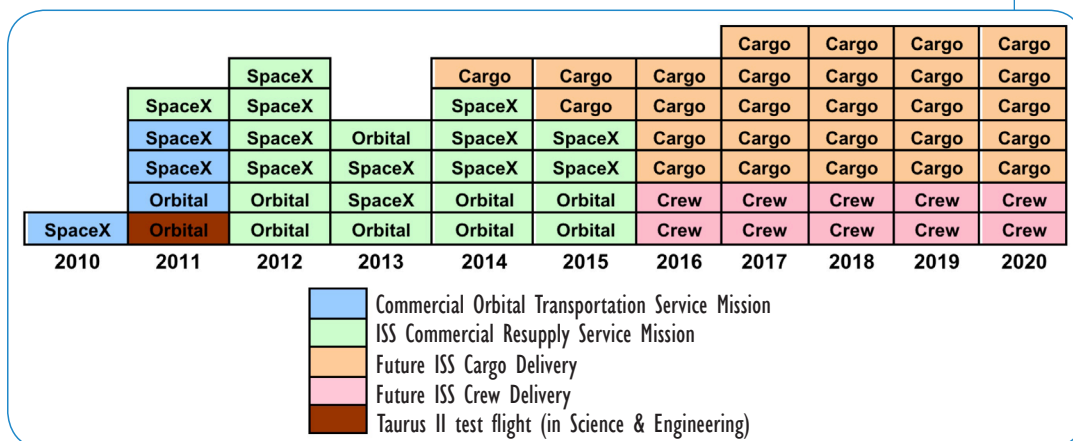 Cargo Cargo Cargo Cargo
SpaceX Cargo Cargo Cargo Cargo Cargo Cargo Cargo
SpaceX SpaceX SpaceX Cargo Cargo Cargo Cargo Cargo Cargo
SpaceX SpaceX Orbital SpaceX SpaceX Cargo Cargo Cargo Cargo Cargo
SpaceX SpaceX SpaceX SpaceX SpaceX Cargo Cargo Cargo Cargo Cargo
Orbital Orbital SpaceX Orbital Orbital Crew Crew Crew Crew Crew
SpaceX Orbital Orbital Orbital Orbital Orbital Crew Crew Crew Crew Crew
2010 2011 2012 2013 2014 2015 2016 2017 2018 2019 2020
Commercial Orbital Transportation Service Mission
ISS Commercial Resupply Service Mission
Future ISS Cargo Delivery
Future ISS Crew Delivery
Taurus II test flight (in Science & Engineering)